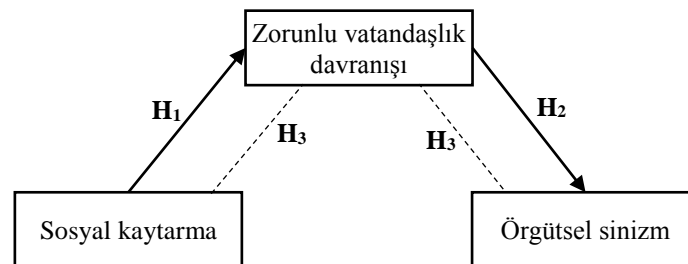 Zorunlu vatandaşlık
davranışı
H₁
H₂
H₃
H₃
Sosyal kaytarma
Örgütsel sinizm